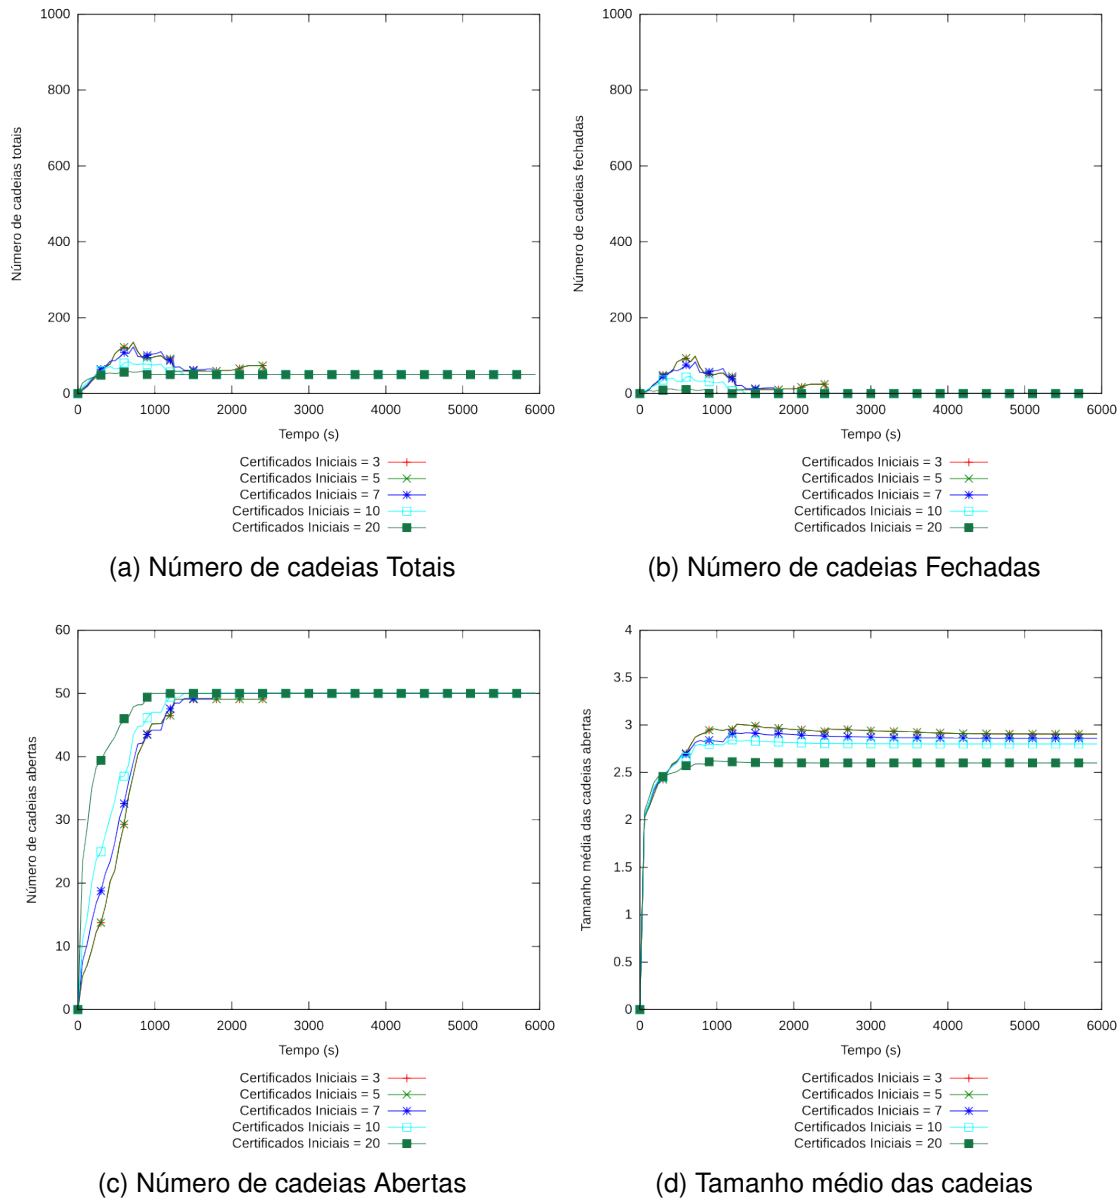 1000
800
600
400
200
0
Número de cadeias totais
0 1000 2000 3000 4000 5000 6000
Tempo (s)
Certificados Iniciais = 3
Certificados Iniciais = 5
Certificados Iniciais = 7
Certificados Iniciais = 10
Certificados Iniciais = 20
(a) Número de cadeias Totais
1000
800
600
400
200
0
Número de cadeias fechadas
0 1000 2000 3000 4000 5000 6000
Tempo (s)
Certificados Iniciais = 3
Certificados Iniciais = 5
Certificados Iniciais = 7
Certificados Iniciais = 10
Certificados Iniciais = 20
(b) Número de cadeias Fechadas
60
50
40
30
20
10
0
Número de cadeias abertas
0 1000 2000 3000 4000 5000 6000
Tempo (s)
Certificados Iniciais = 3
Certificados Iniciais = 5
Certificados Iniciais = 7
Certificados Iniciais = 10
Certificados Iniciais = 20
(c) Número de cadeias Abertas
4
3.5
3
2.5
2
1.5
1
0.5
0
Tamanho média das cadeias abertas
0 1000 2000 3000 4000 5000 6000
Tempo (s)
Certificados Iniciais = 3
Certificados Iniciais = 5
Certificados Iniciais = 7
Certificados Iniciais = 10
Certificados Iniciais = 20
(d) Tamanho médio das cadeias